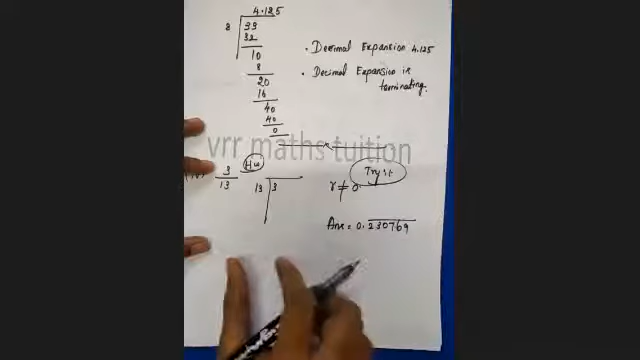 4.125
8 33
32
10
8
20
16
40
40
0
. Decimal Expansion 4.125
. Decimal Expansion is
terminating.
vrr maths tuition
3
13
Hw
13 3
Try it
r ≠ 0
Ans = 0.230769